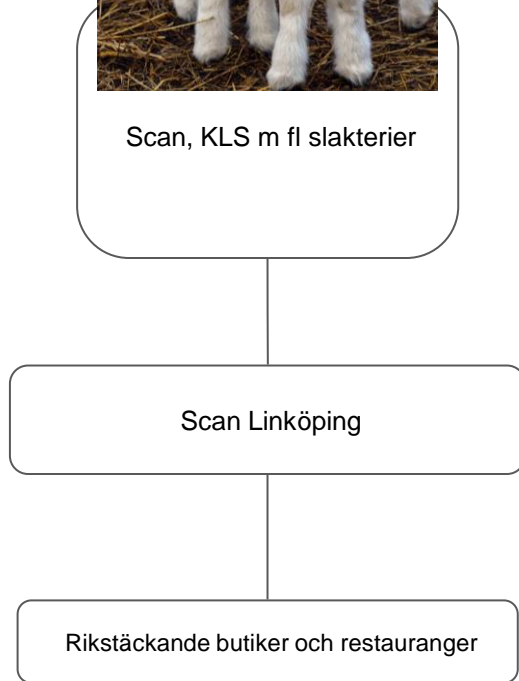 Scan, KLS m fl slakterier
Scan Linköping
Rikstäckande butiker och restauranger